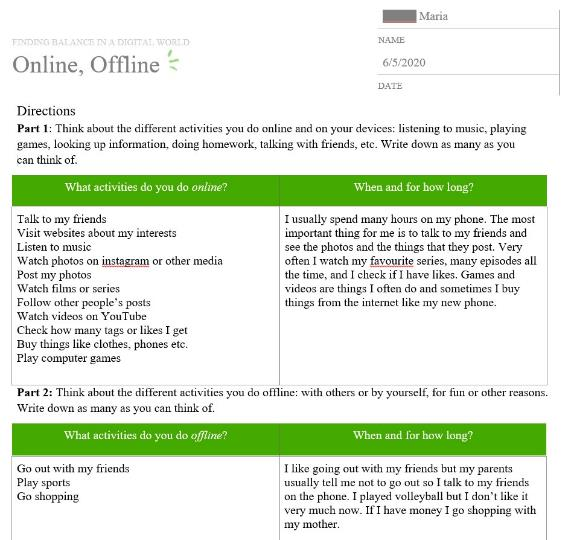 Maria
FINDING BALANCE IN A DIGITAL WORLD
NAME
Online, Offline
6/5/2020
DATE
Directions
Part 1: Think about the different activities you do online and on your devices: listening to music, playing
games, looking up information, doing homework, talking with friends, etc. Write down as many as you
can think of.
What activities do you do online?
When and for how long?
Talk to my friends
Visit websites about my interests
Listen to music
Watch photos on instagram or other media
Post my photos
Watch films or series
Follow other people's posts
Watch videos on YouTube
Check how many tags or likes I get
Buy things like clothes, phones etc.
Play computer games
I usually spend many hours on my phone. The most
important thing for me is to talk to my friends and
see the photos and the things that they post. Very
often I watch my favourite series, many episodes all
the time, and I check if I have likes. Games and
videos are things I often do and sometimes I buy
things from the internet like my new phone.
Part 2: Think about the different activities you do offline: with others or by yourself, for fun or other reasons.
Write down as many as you can think of.
What activities do you do offline?
When and for how long?
Go out with my friends
Play sports
Go shopping
I like going out with my friends but my parents
usually tell me not to go out so I talk to my friends
on the phone. I played volleyball but I don't like it
very much now. If I have money I go shopping with
my mother.